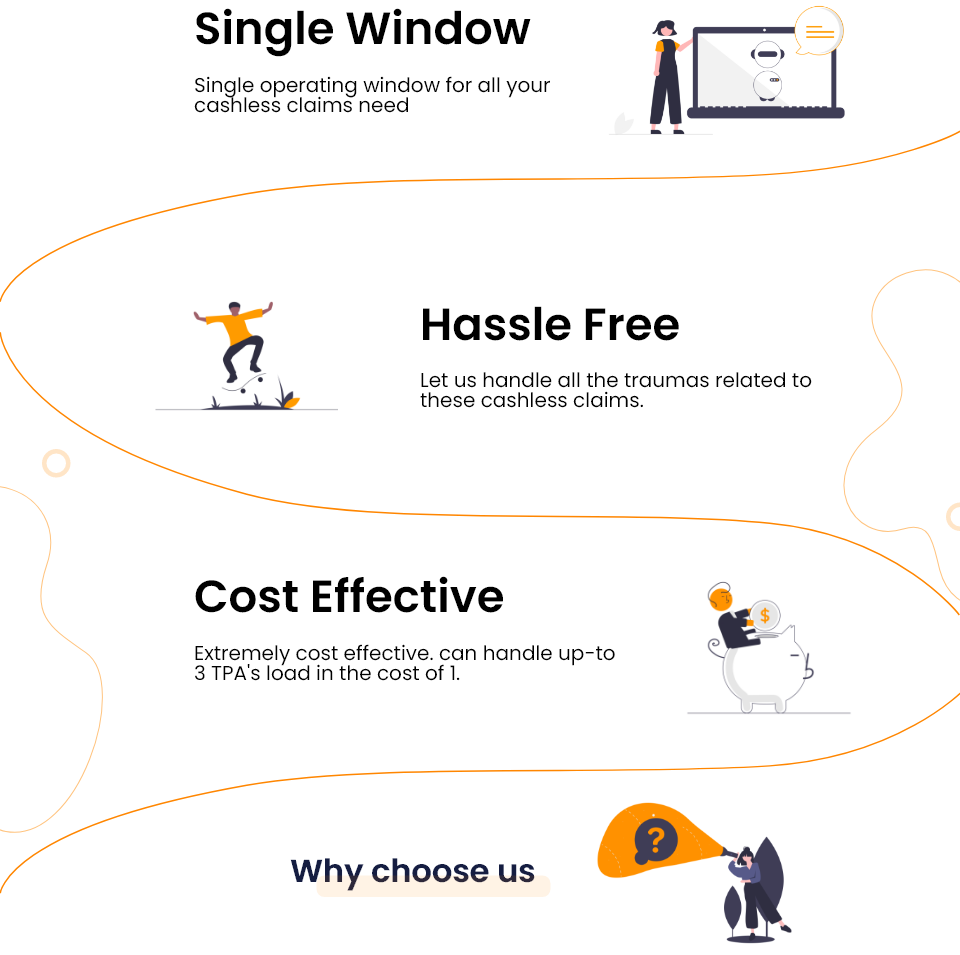 Single Window
Single operating window for all your
cashless claims need
Hassle Free
Let us handle all the traumas related to
these cashless claims.
Cost Effective
$
Extremely cost effective. can handle up-to
3 TPA's load in the cost of 1.
?
Why choose us